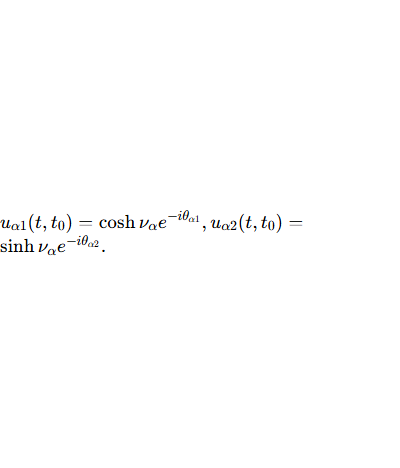 u_{α1}(t, t_0) = cosh ν_α e^{−iθ_{α1}}, u_{α2}(t, t_0) =
sinh ν_α e^{−iθ_{α2}}.